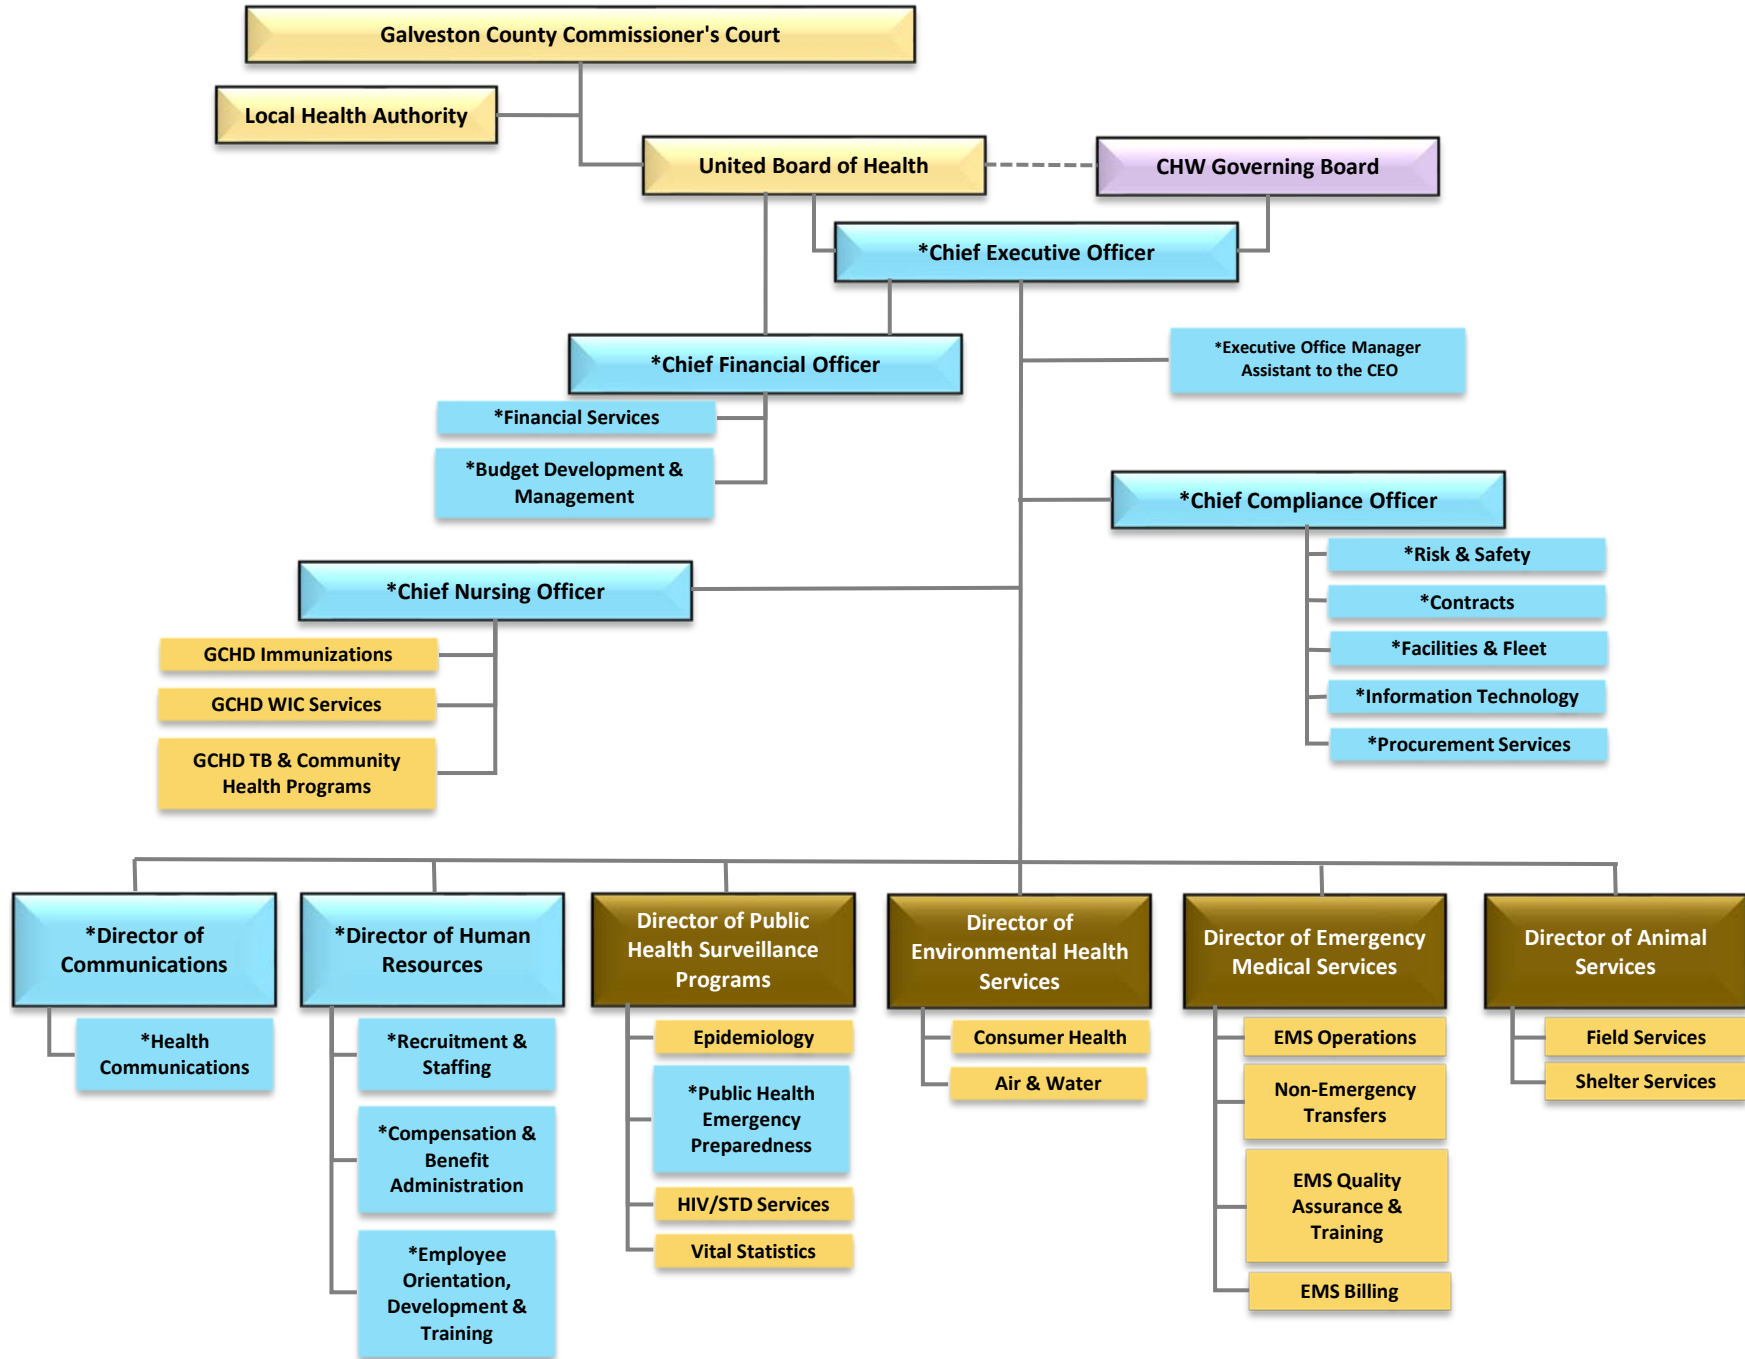 Galveston County Commissioner's Court
Local Health Authority
United Board of Health
CHW Governing Board
*Chief Executive Officer
*Chief Financial Officer
*Executive Office Manager
Assistant to the CEO
*Financial Services
*Budget Development &
Management
*Chief Compliance Officer
*Risk & Safety
*Contracts
*Facilities & Fleet
*Information Technology
*Procurement Services
*Chief Nursing Officer
GCHD Immunizations
GCHD WIC Services
GCHD TB & Community
Health Programs
*Director of
Communications
*Health
Communications
*Director of Human
Resources
*Recruitment &
Staffing
*Compensation &
Benefit
Administration
*Employee
Orientation,
Development &
Training
Director of Public
Health Surveillance
Programs
Epidemiology
*Public Health
Emergency
Preparedness
HIV/STD Services
Vital Statistics
Director of
Environmental Health
Services
Consumer Health
Air & Water
Director of Emergency
Medical Services
EMS Operations
Non-Emergency
Transfers
EMS Quality
Assurance &
Training
EMS Billing
Director of Animal
Services
Field Services
Shelter Services